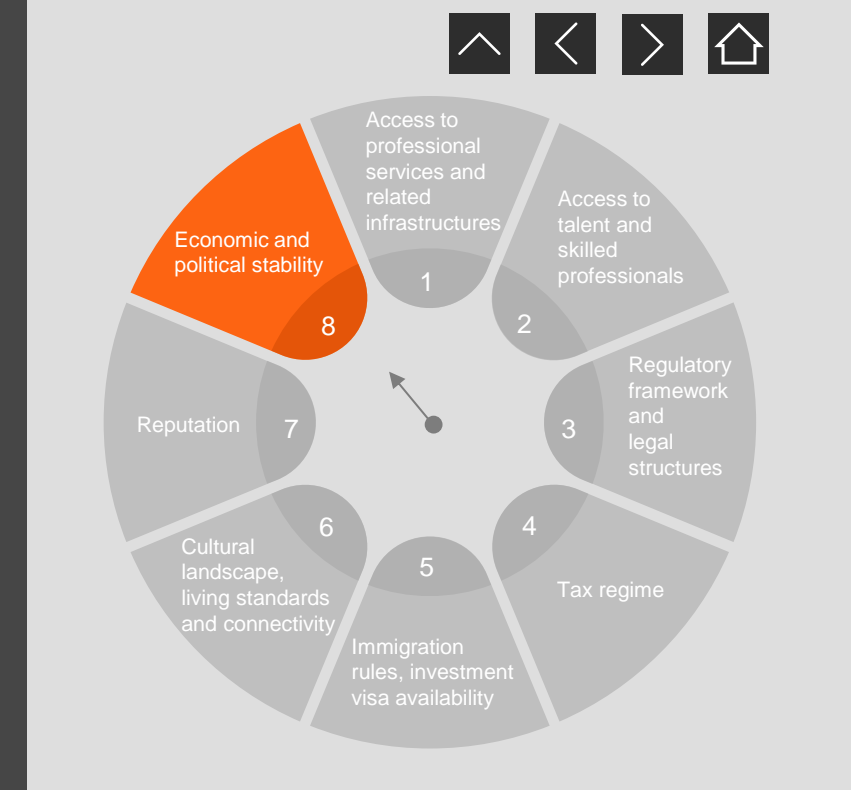 Access to
professional
services and
related
infrastructures
1
Access to
talent and
skilled
professionals
2
Regulatory
framework
and
legal
structures
3
Tax regime
4
Immigration
rules, investment
visa availability
5
Cultural
landscape,
living standards
and connectivity
6
Reputation
7
Economic and
political stability
8